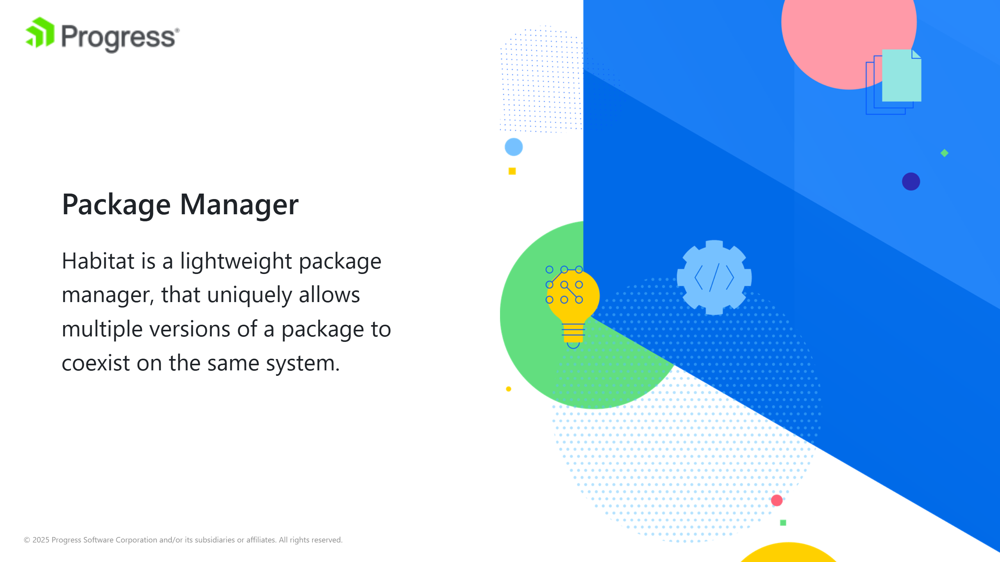 Progress®
Package Manager
Habitat is a lightweight package
manager, that uniquely allows
multiple versions of a package to
coexist on the same system.
© 2025 Progress Software Corporation and/or its subsidiaries or affiliates. All rights reserved.